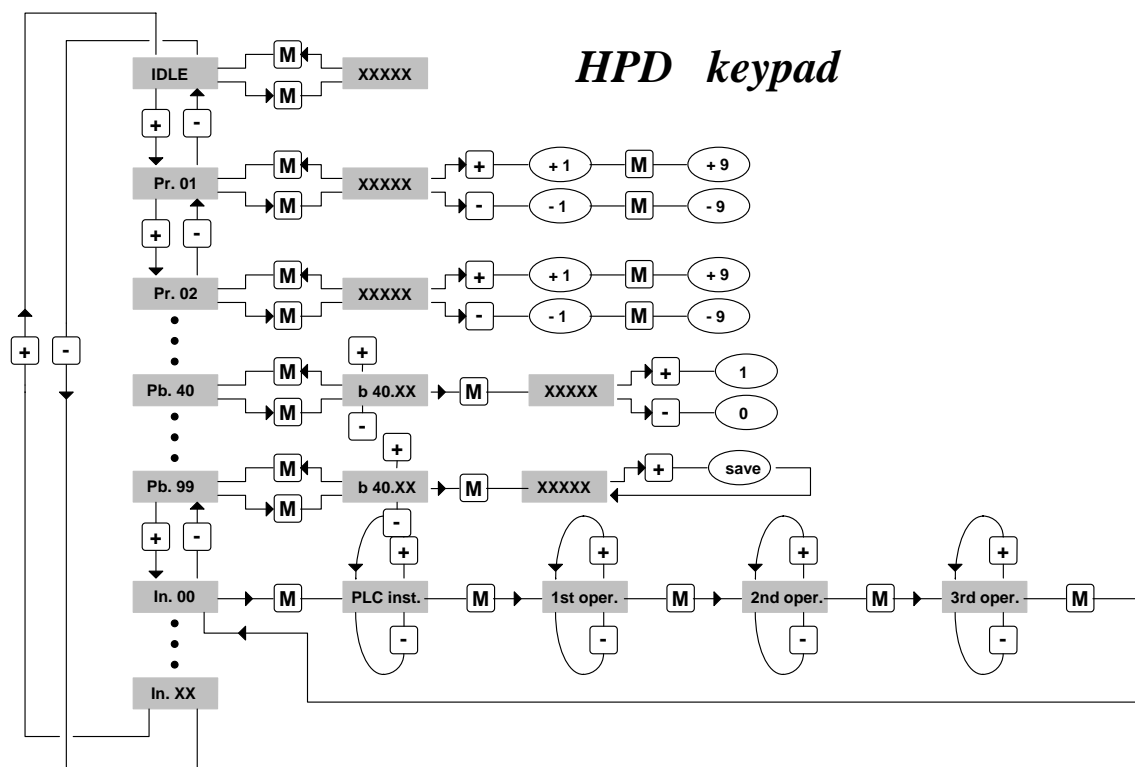 HPD keypad
M
IDLE
XXXXX
M
+ -
M + +1 M +9
Pr. 01 XXXXX
M - -1 M -9
+ -
M + +1 M +9
Pr. 02 XXXXX
M - -1 M -9
+ -
+
M + 1
Pb. 40 b 40.XX M XXXXX
M - 0
-
+
M + save
Pb. 99 b 40.XX M XXXXX
M
-
+ - + + + +
In. 00 M PLC inst. M 1st oper. M 2nd oper. M 3rd oper. M
- - - -
In. XX